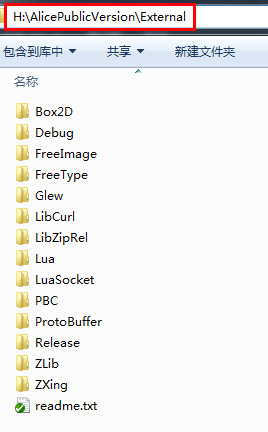 H:\AlicePublicVersion\External
包含到库中 共享 新建文件夹
名称
Box2D
Debug
FreeImage
FreeType
Glew
LibCurl
LibZipRel
Lua
LuaSocket
PBC
ProtoBuffer
Release
ZLib
ZXing
readme.txt